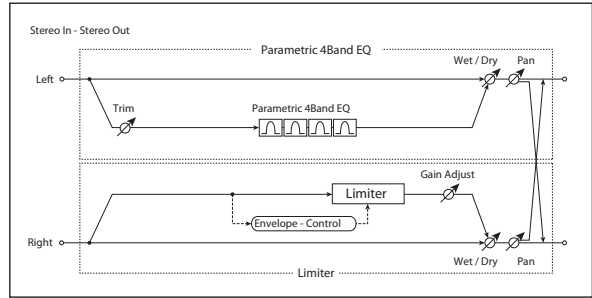 Stereo In - Stereo Out
Parametric 4Band EQ
Wet / Dry
Pan
Left
Trim
Parametric 4Band EQ
Gain Adjust
Limiter
Envelope - Control
Right
Wet / Dry
Pan
Limiter